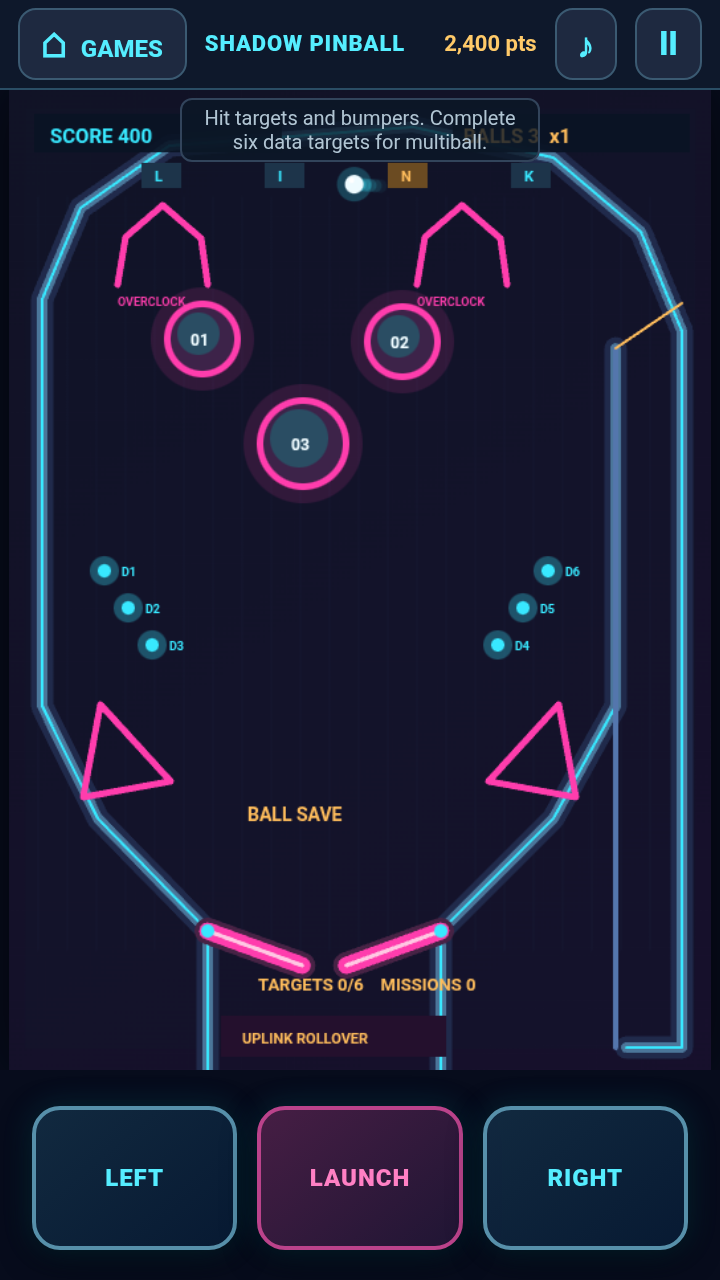 GAMES
SHADOW PINBALL
2,400 pts
Hit targets and bumpers. Complete
six data targets for multiball.
SCORE 400
BALLS 3 x1
L I N K
OVERCLOCK
OVERCLOCK
01
02
03
D1
D6
D2
D5
D3
D4
BALL SAVE
TARGETS 0/6 MISSIONS 0
UPLINK ROLLOVER
LEFT
LAUNCH
RIGHT